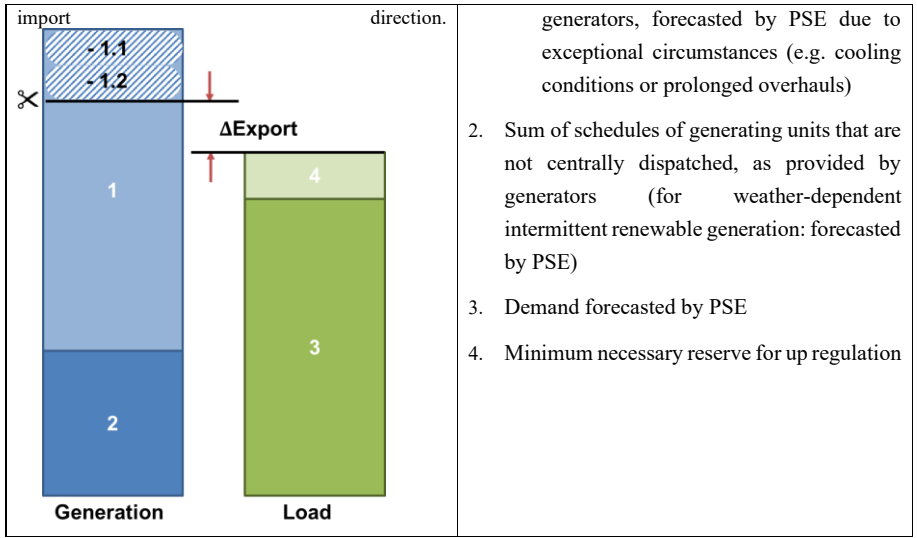 import direction.
- 1.1
- 1.2
ΔExport
1
4
3
2
Generation Load
generators, forecasted by PSE due to
exceptional circumstances (e.g. cooling
conditions or prolonged overhauls)
2. Sum of schedules of generating units that are
not centrally dispatched, as provided by
generators (for weather-dependent
intermittent renewable generation: forecasted
by PSE)
3. Demand forecasted by PSE
4. Minimum necessary reserve for up regulation